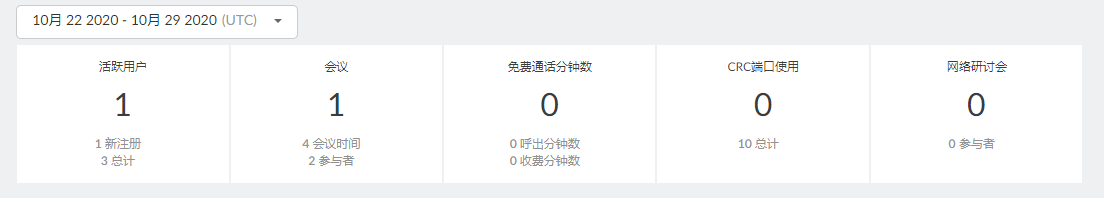 10月 22 2020 - 10月 29 2020 (UTC)
活跃用户
1
1 新注册
3 总计
会议
1
4 会议时间
2 参与者
免费通话分钟数
0
0 呼出分钟数
0 收费分钟数
CRC端口使用
0
10 总计
网络研讨会
0
0 参与者